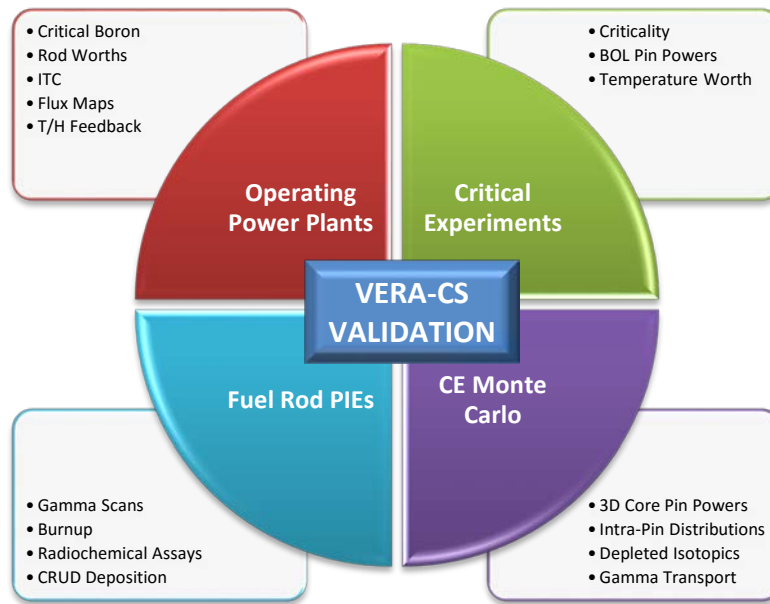 • Critical Boron
• Rod Worths
• ITC
• Flux Maps
• T/H Feedback
• Criticality
• BOL Pin Powers
• Temperature Worth
Operating
Power Plants
Critical
Experiments
VERA-CS
VALIDATION
Fuel Rod PIEs
CE Monte
Carlo
• Gamma Scans
• Burnup
• Radiochemical Assays
• CRUD Deposition
• 3D Core Pin Powers
• Intra-Pin Distributions
• Depleted Isotopics
• Gamma Transport